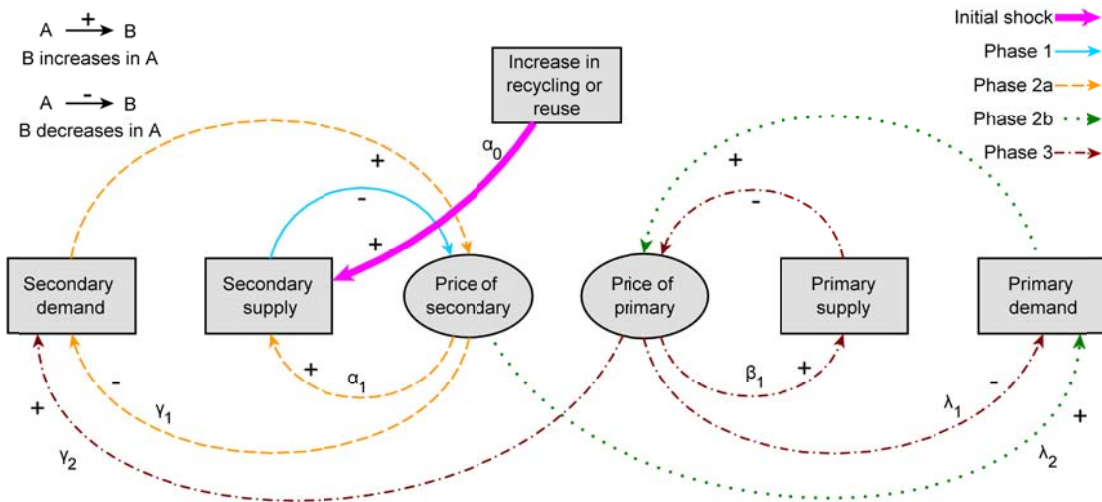 A + B
B increases in A
A - B
B decreases in A
Increase in
recycling or
reuse
Initial shock
Phase 1
Phase 2a
Phase 2b
Phase 3
α0
+
-
+
+
-
Secondary
demand
Secondary
supply
Price of
secondary
Price of
primary
Primary
supply
Primary
demand
+
α1
-
γ1
+
γ2
β1
+
-
λ1
+
λ2